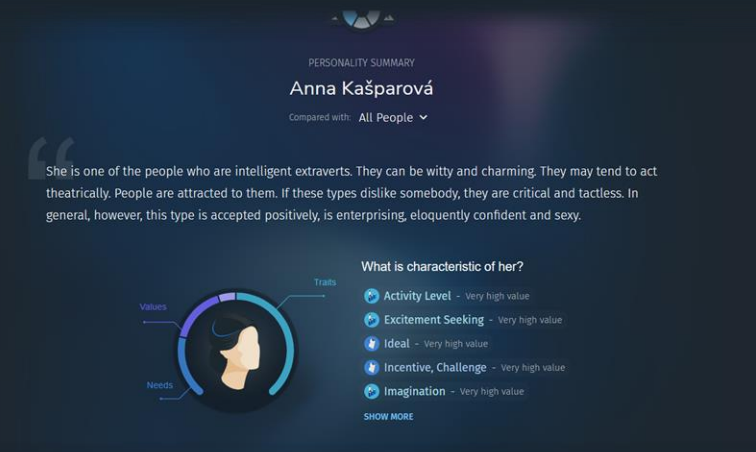 PERSONALITY SUMMARY
Anna Kašparová
Compared with: All People
She is one of the people who are intelligent extraverts. They can be witty and charming. They may tend to act
theatrically. People are attracted to them. If these types dislike somebody, they are critical and tactless. In
general, however, this type is accepted positively, is enterprising, eloquently confident and sexy.
Traits
Values
Needs
What is characteristic of her?
Activity Level - Very high value
Excitement Seeking - Very high value
Ideal - Very high value
Incentive, Challenge - Very high value
Imagination - Very high value
SHOW MORE